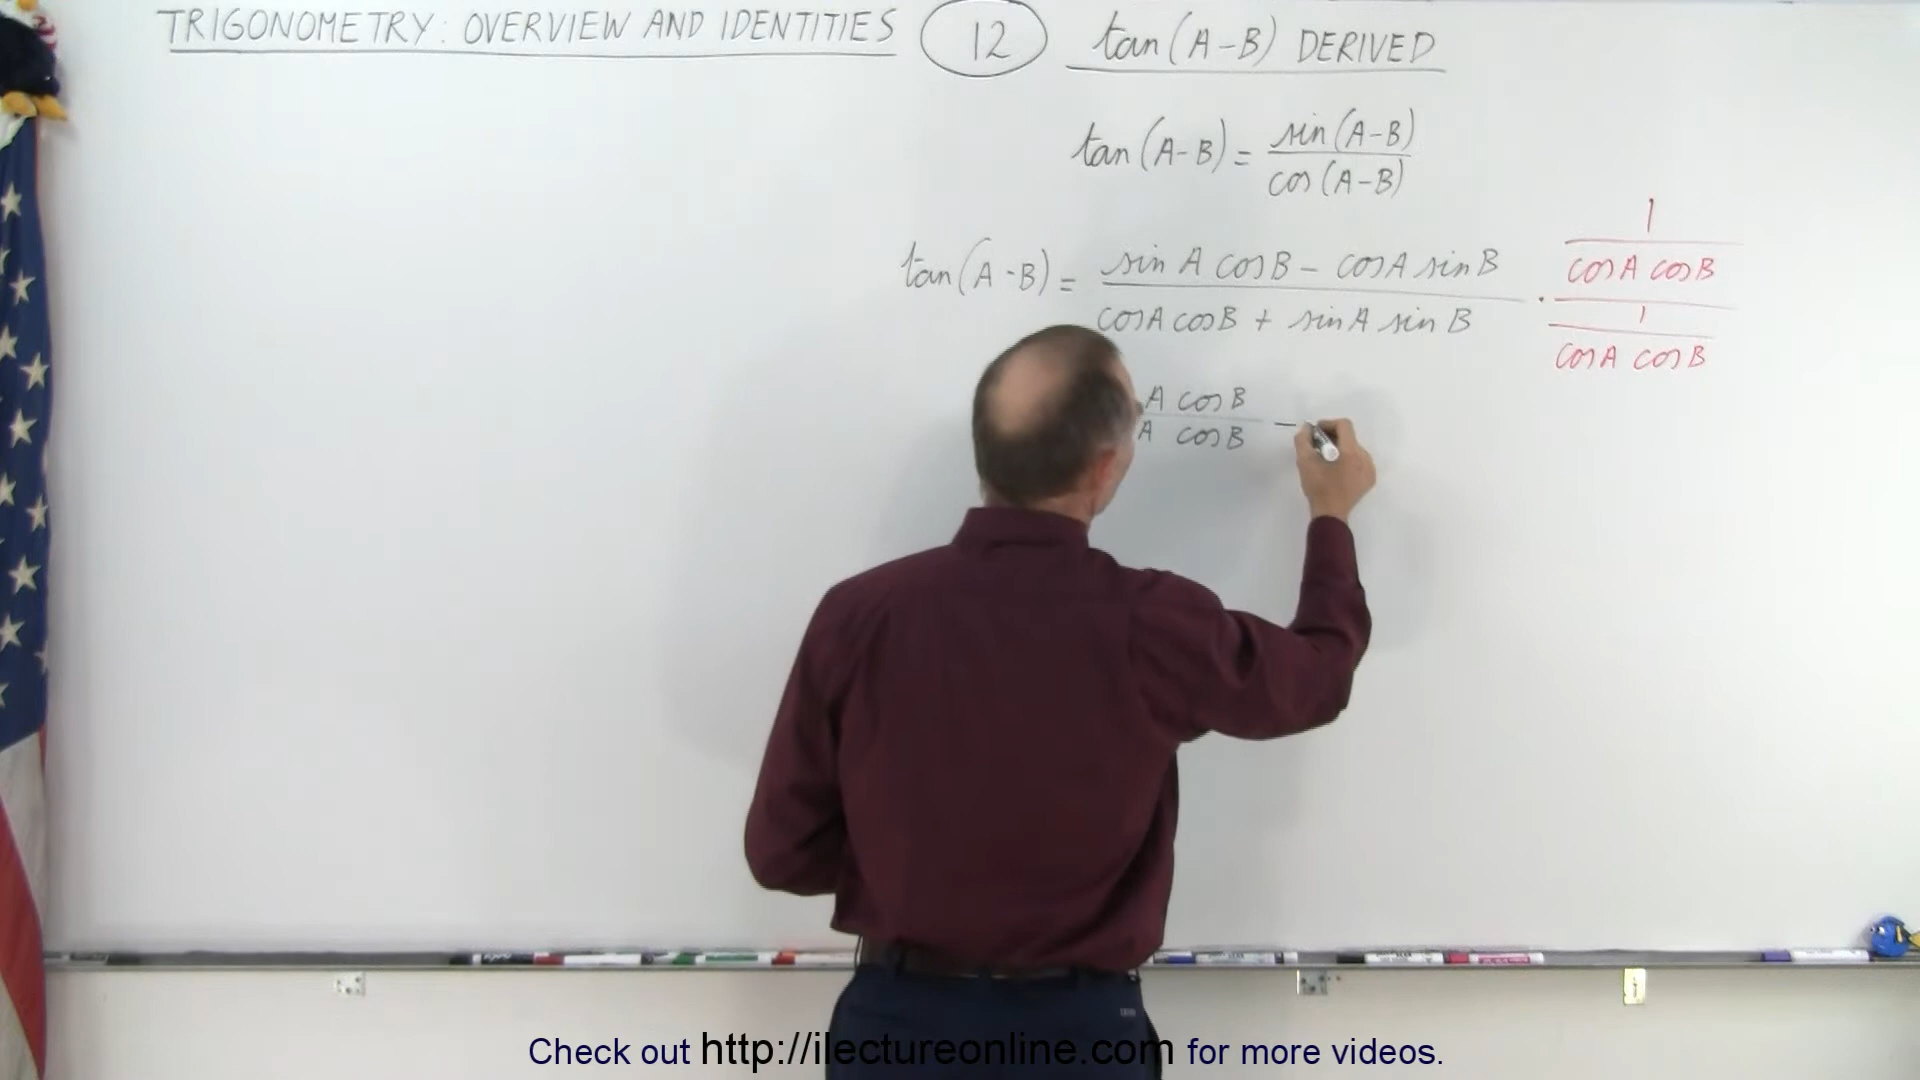 TRIGONOMETRY: OVERVIEW AND IDENTITIES 12 tan(A-B) DERIVED
tan(A-B) = sin(A-B)
cos(A-B)
1
tan(A-B) = sin A cos B - cos A sin B · cos A cos B
cos A cos B + sin A sin B 1
cos A cos B
A cos B -
A cos B
Check out http://ilectureonline.com for more videos.